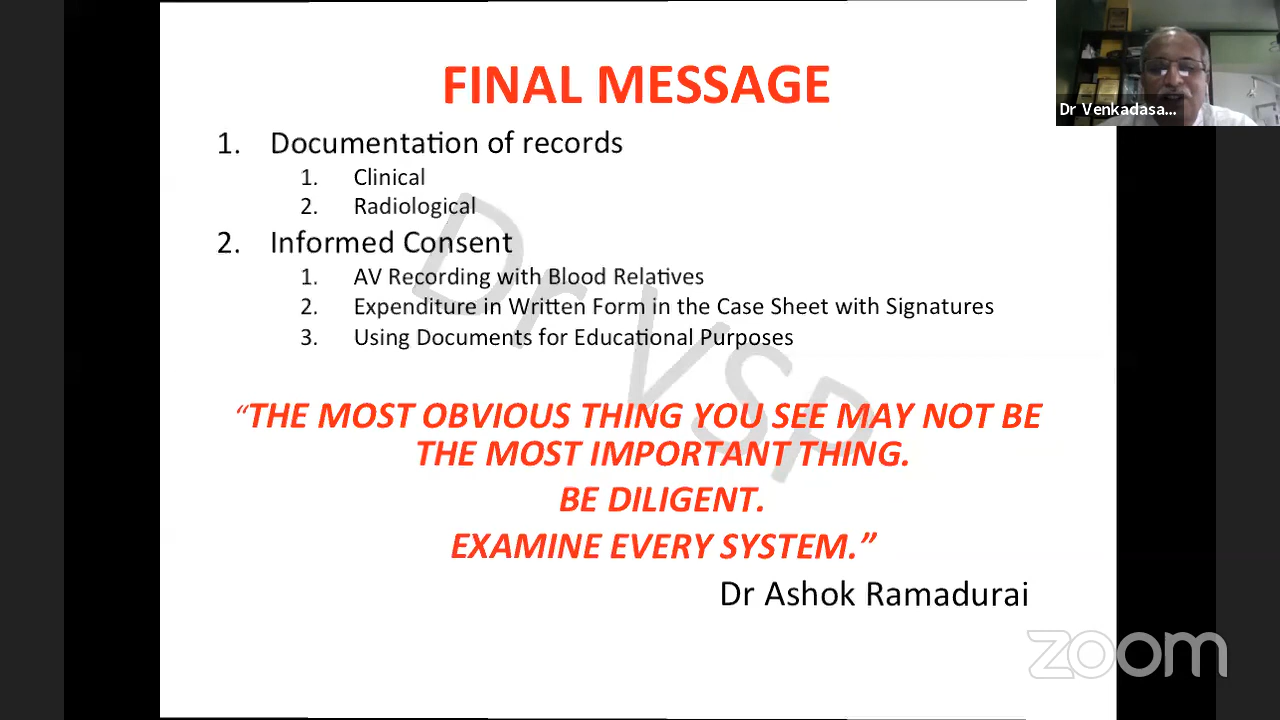 FINAL MESSAGE
1. Documentation of records
1. Clinical
2. Radiological
2. Informed Consent
1. AV Recording with Blood Relatives
2. Expenditure in Written Form in the Case Sheet with Signatures
3. Using Documents for Educational Purposes
“THE MOST OBVIOUS THING YOU SEE MAY NOT BE
THE MOST IMPORTANT THING.
BE DILIGENT.
EXAMINE EVERY SYSTEM.”
Dr Ashok Ramadurai
Dr VSP
Dr Venkadasa...
zoom